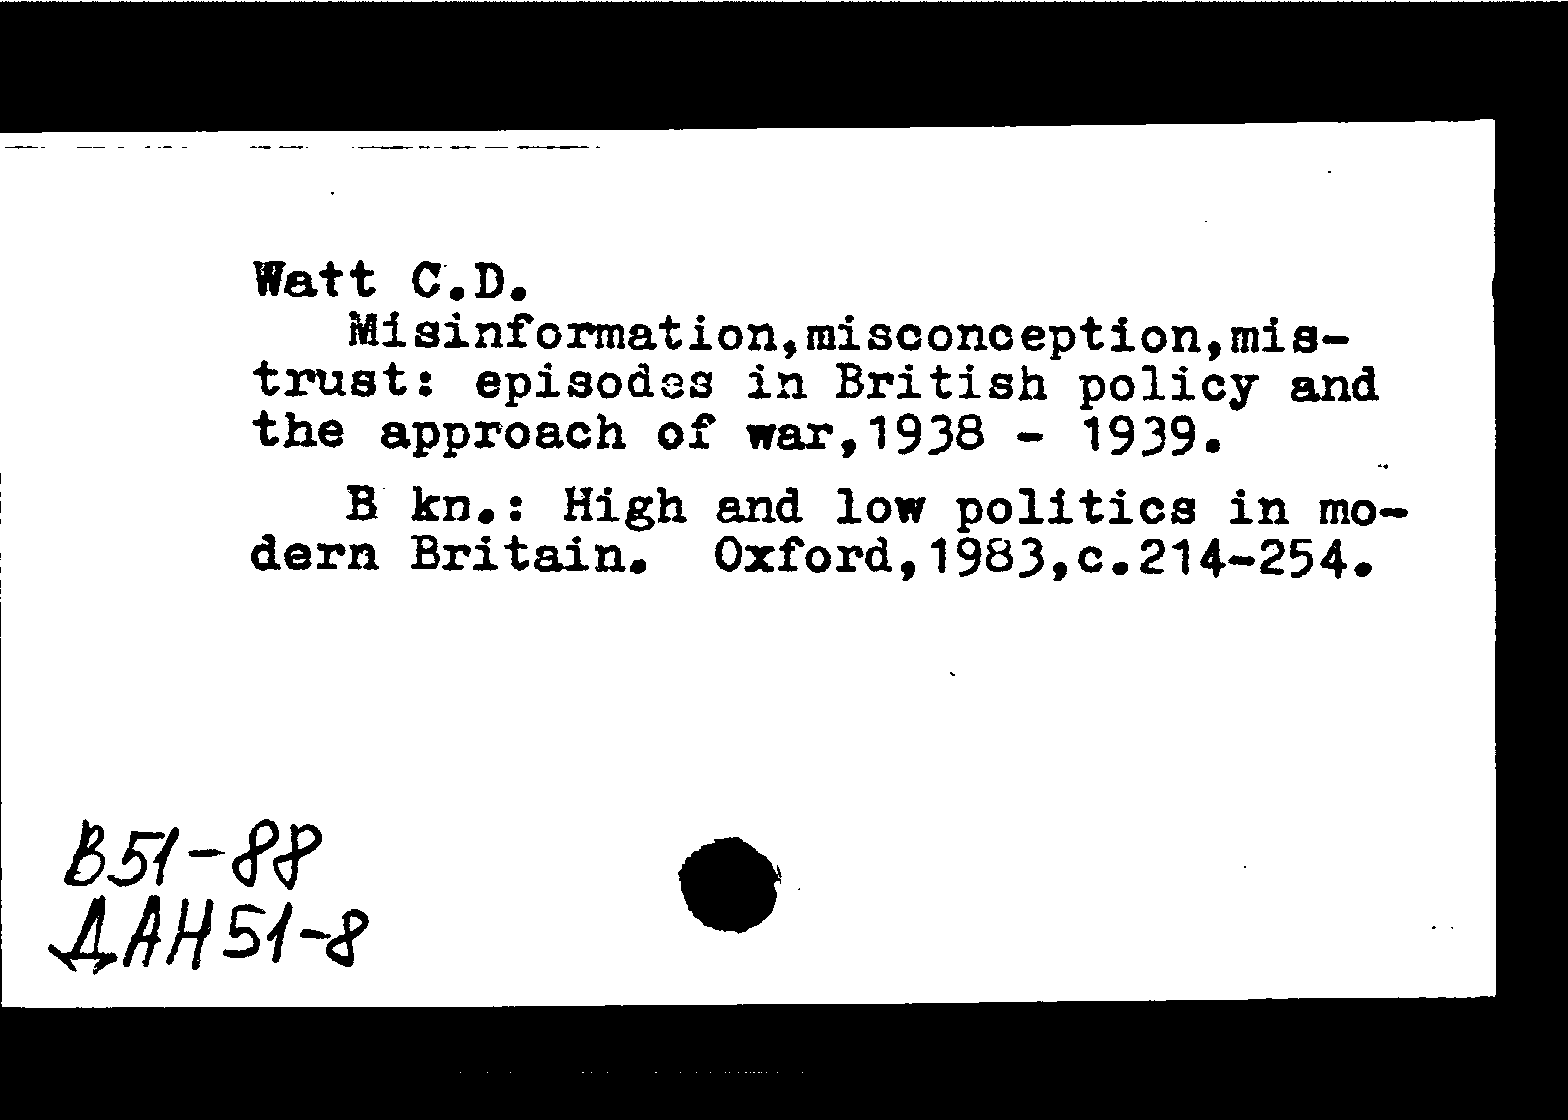 Watt C.D.
Misinformation,misconception,mis-
trust: episodes in British policy and
the approach of war,1938 - 1939.
B kn.: High and low politics in mo-
dern Britain. Oxford,1983,c.214-254.
B51-88
ДАН51-8